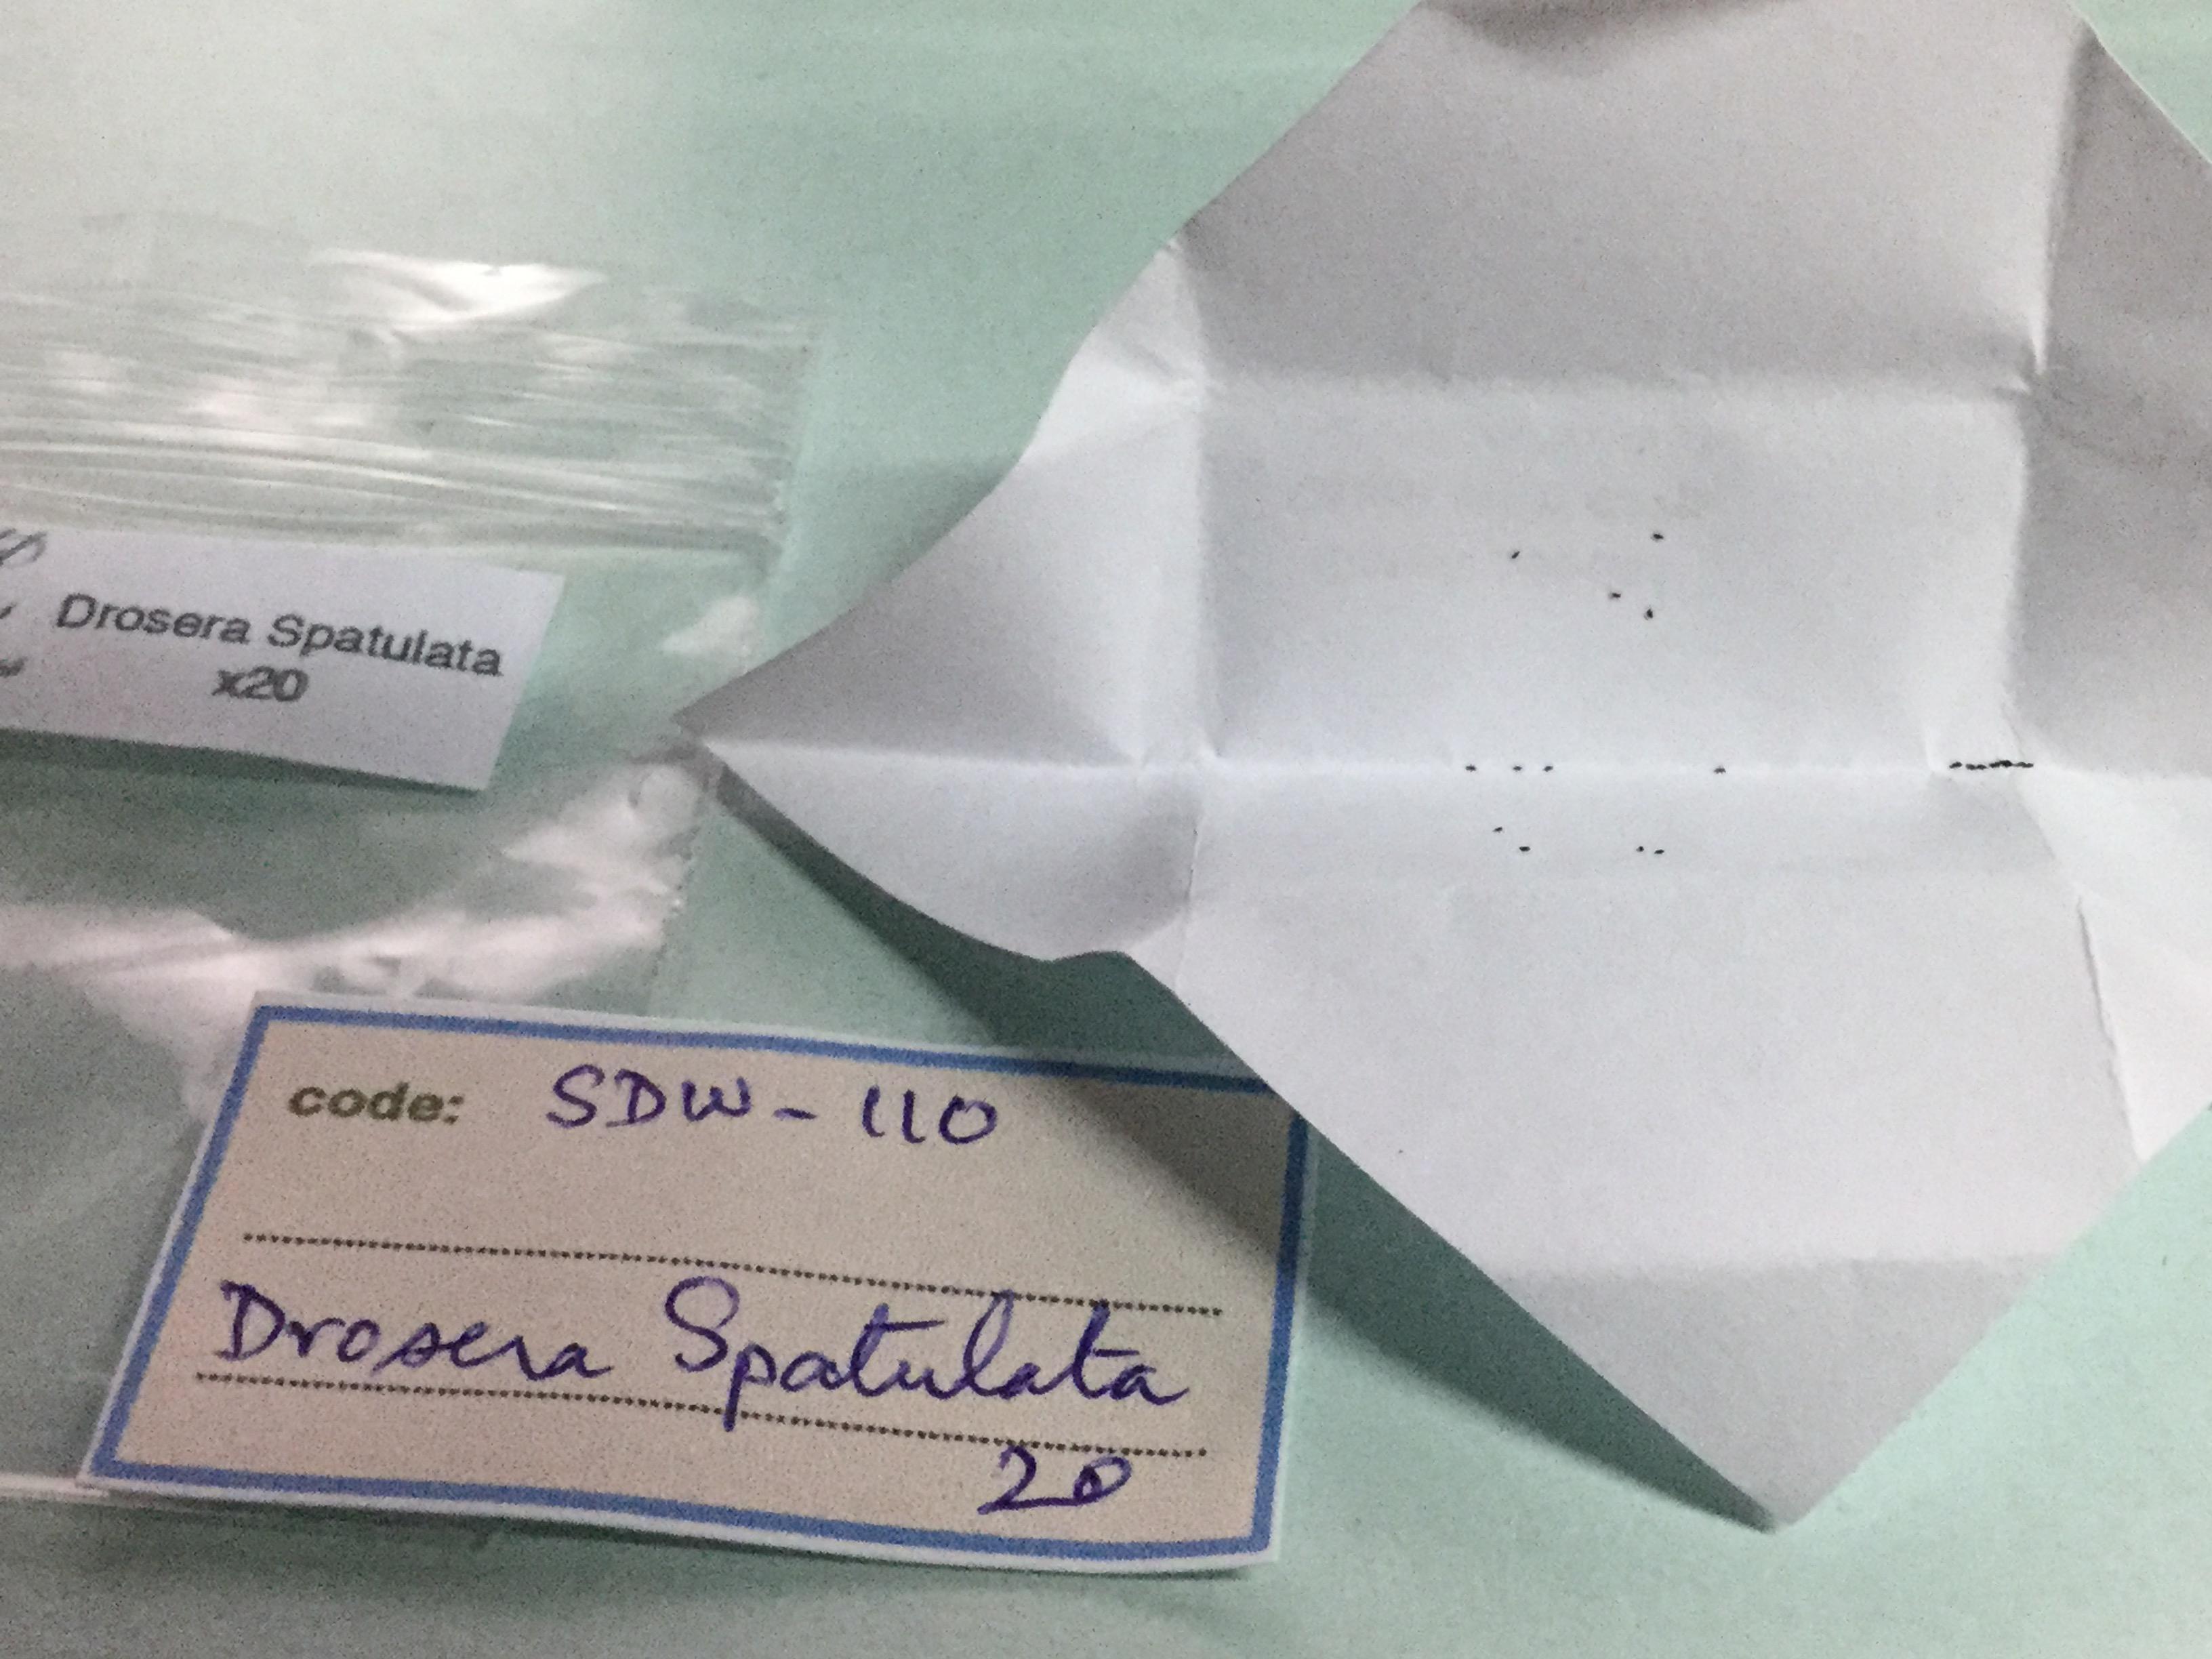 Drosera Spatulata
x20
code: SDW - 110
Drosera Spatulata
20